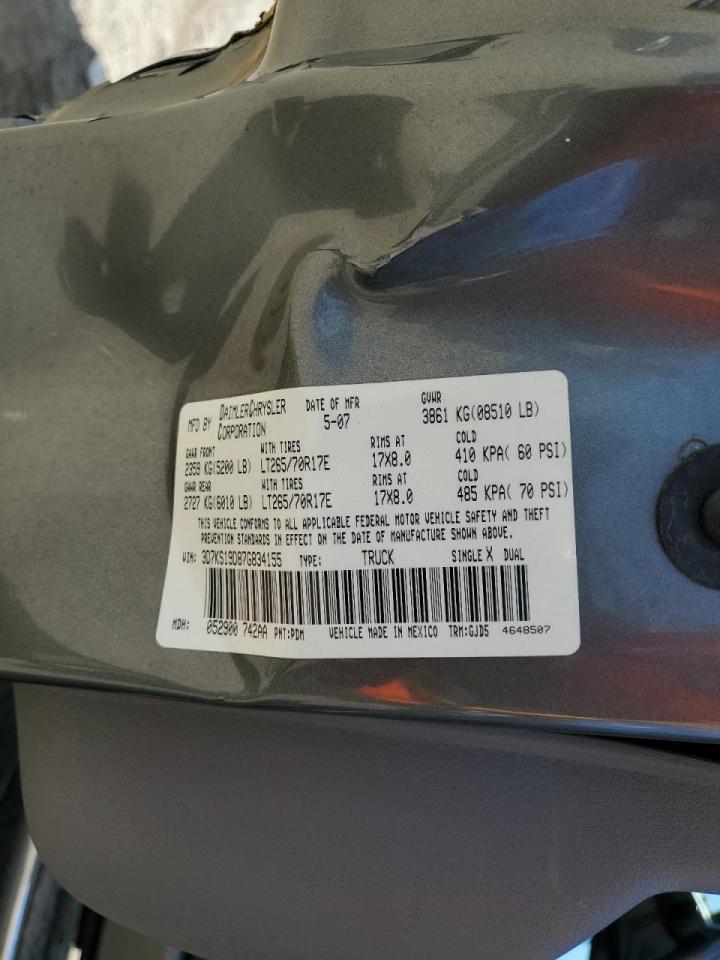 MFD BY DAIMLERCHRYSLER CORPORATION DATE OF MFR 5-07 GVWR 3861 KG(08510 LB)
GAWR FRONT WITH TIRES RIMS AT COLD
2359 KG(5200 LB) LT265/70R17E 17X8.0 410 KPA( 60 PSI)
GAWR REAR WITH TIRES RIMS AT COLD
2727 KG(6010 LB) LT265/70R17E 17X8.0 485 KPA( 70 PSI)
THIS VEHICLE CONFORMS TO ALL APPLICABLE FEDERAL MOTOR VEHICLE SAFETY AND THEFT
PREVENTION STANDARDS IN EFFECT ON THE DATE OF MANUFACTURE SHOWN ABOVE.
VIN: 3D7KS19D87G834155 TYPE: TRUCK SINGLE X DUAL
MDH: 052900 742AA PNT:PDM VEHICLE MADE IN MEXICO TRM:GJD5 4648507